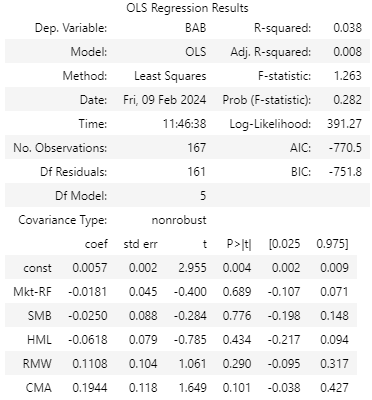 OLS Regression Results
Dep. Variable: BAB R-squared: 0.038
Model: OLS Adj. R-squared: 0.008
Method: Least Squares F-statistic: 1.263
Date: Fri, 09 Feb 2024 Prob (F-statistic): 0.282
Time: 11:46:38 Log-Likelihood: 391.27
No. Observations: 167 AIC: -770.5
Df Residuals: 161 BIC: -751.8
Df Model: 5
Covariance Type: nonrobust
coef std err t P>|t| [0.025 0.975]
const 0.0057 0.002 2.955 0.004 0.002 0.009
Mkt-RF -0.0181 0.045 -0.400 0.689 -0.107 0.071
SMB -0.0250 0.088 -0.284 0.776 -0.198 0.148
HML -0.0618 0.079 -0.785 0.434 -0.217 0.094
RMW 0.1108 0.104 1.061 0.290 -0.095 0.317
CMA 0.1944 0.118 1.649 0.101 -0.038 0.427